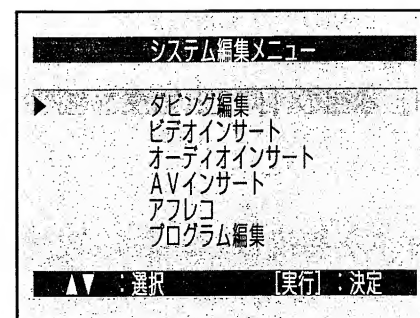 システム編集メニュー
▶ ダビング編集
ビデオインサート
オーディオインサート
AVインサート
アフレコ
プログラム編集
▲▼：選択 [実行]：決定